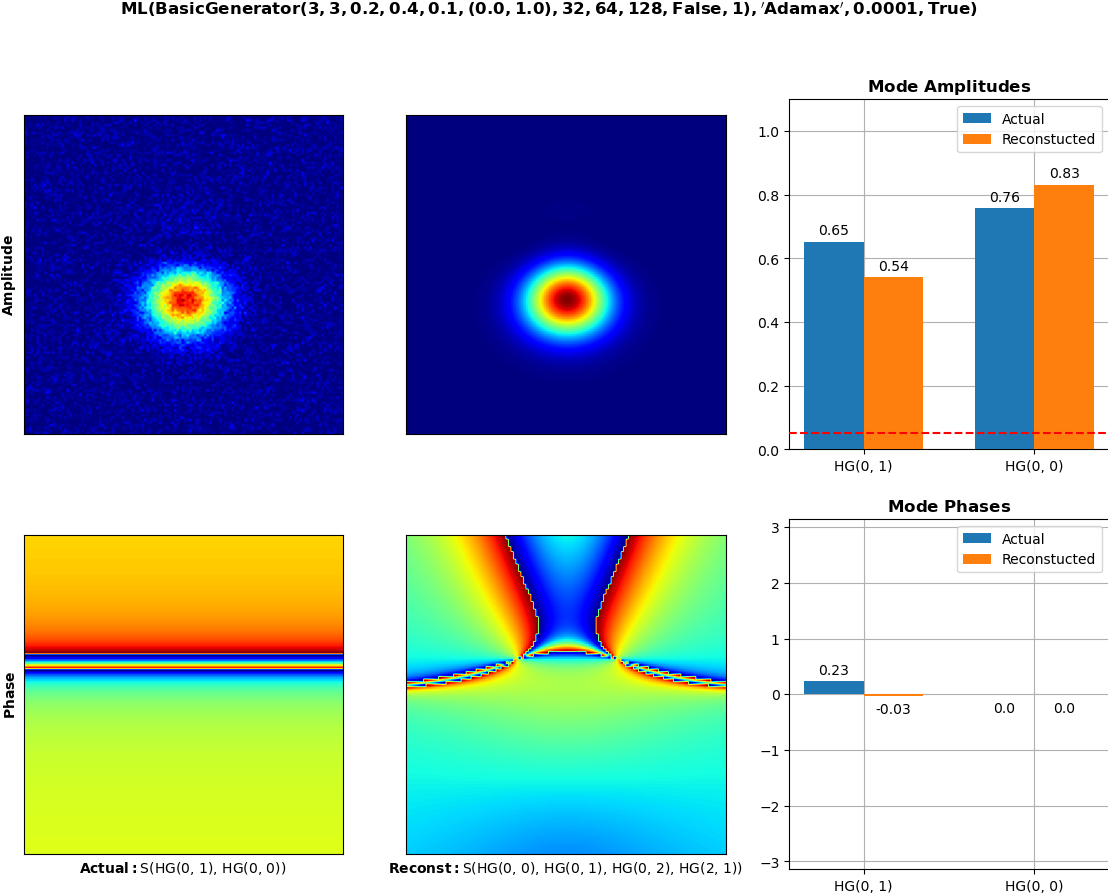 ML(BasicGenerator(3, 3, 0.2, 0.4, 0.1, (0.0, 1.0), 32, 64, 128, False, 1), ′Adamax′, 0.0001, True)
Amplitude
Mode Amplitudes
Actual
Reconstucted
1.0
0.8
0.6
0.4
0.2
0.0
0.65
0.54
0.76
0.83
HG(0, 1)
HG(0, 0)
Phase
Actual: S(HG(0, 1), HG(0, 0))
Reconst: S(HG(0, 0), HG(0, 1), HG(0, 2), HG(2, 1))
Mode Phases
Actual
Reconstucted
3
2
1
0
−1
−2
−3
0.23
-0.03
0.0
0.0
HG(0, 1)
HG(0, 0)